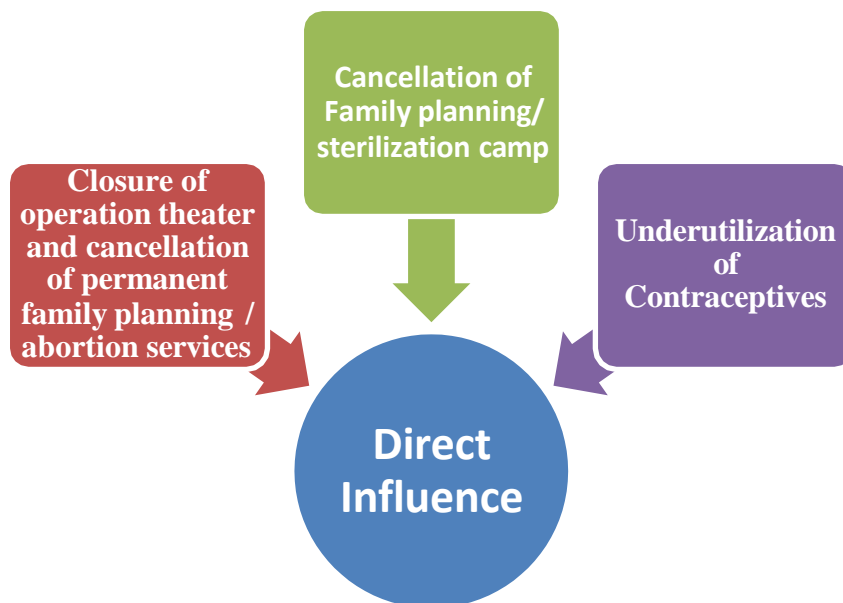 Cancellation of
Family planning/
sterilization camp
Closure of
operation theater
and cancellation
of permanent
family planning /
abortion services
Underutilization
of
Contraceptives
Direct
Influence